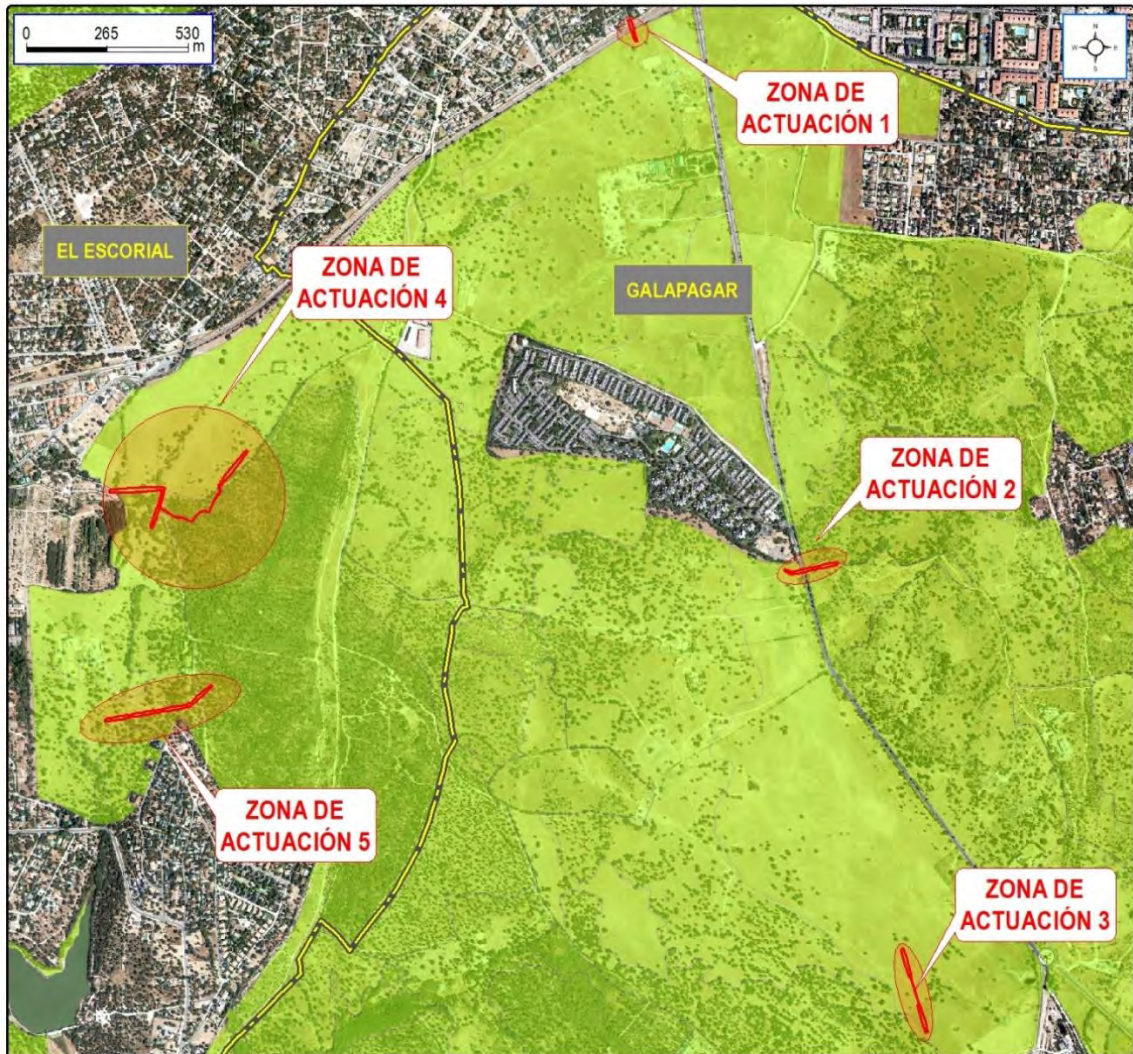 0 265 530
m
N
W E
S
ZONA DE
ACTUACIÓN 1
EL ESCORIAL
ZONA DE
ACTUACIÓN 4
GALAPAGAR
ZONA DE
ACTUACIÓN 2
ZONA DE
ACTUACIÓN 5
ZONA DE
ACTUACIÓN 3